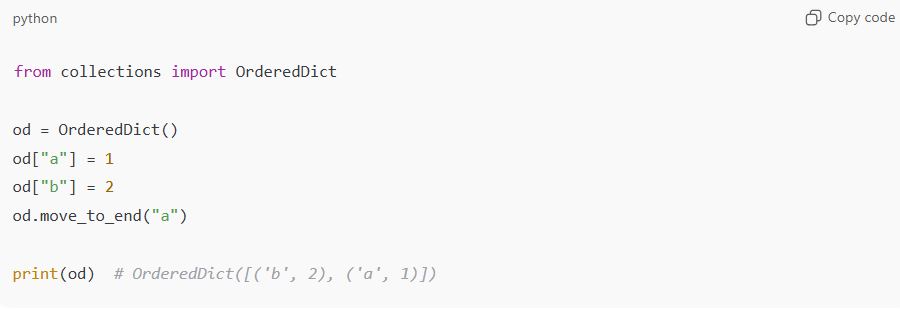 python
Copy code
from collections import OrderedDict
od = OrderedDict()
od["a"] = 1
od["b"] = 2
od.move_to_end("a")
print(od)  # OrderedDict([('b', 2), ('a', 1)])